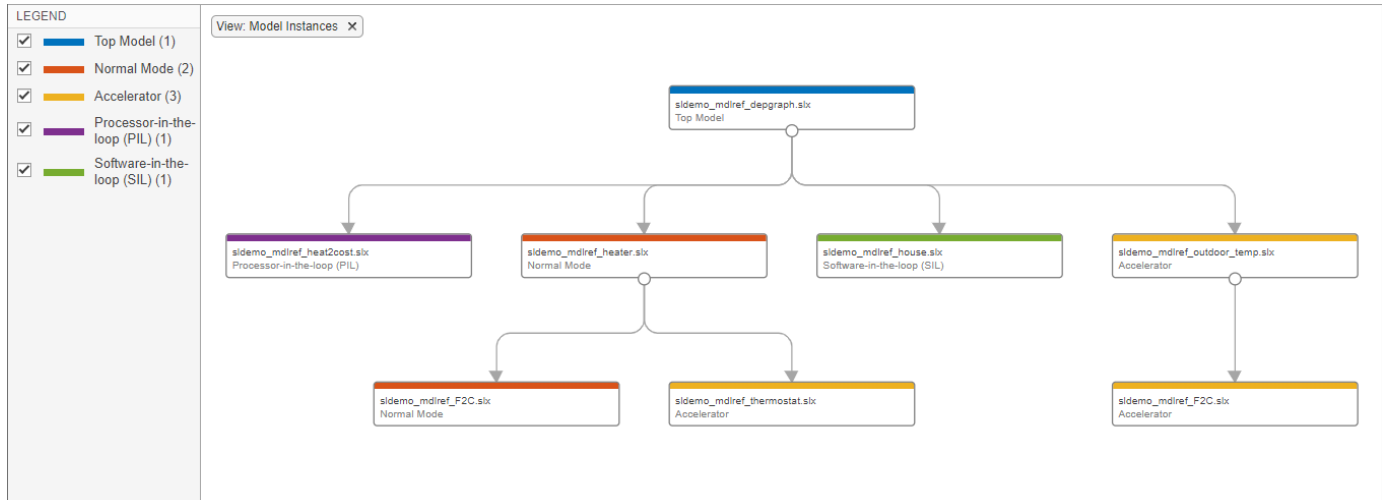 LEGEND
Top Model (1)
Normal Mode (2)
Accelerator (3)
Processor-in-the-
loop (PIL) (1)
Software-in-the-
loop (SIL) (1)
View: Model Instances
sldemo_mdlref_depgraph.slx
Top Model
sldemo_mdlref_heat2cost.slx
Processor-in-the-loop (PIL)
sldemo_mdlref_heater.slx
Normal Mode
sldemo_mdlref_house.slx
Software-in-the-loop (SIL)
sldemo_mdlref_outdoor_temp.slx
Accelerator
sldemo_mdlref_F2C.slx
Normal Mode
sldemo_mdlref_thermostat.slx
Accelerator
sldemo_mdlref_F2C.slx
Accelerator